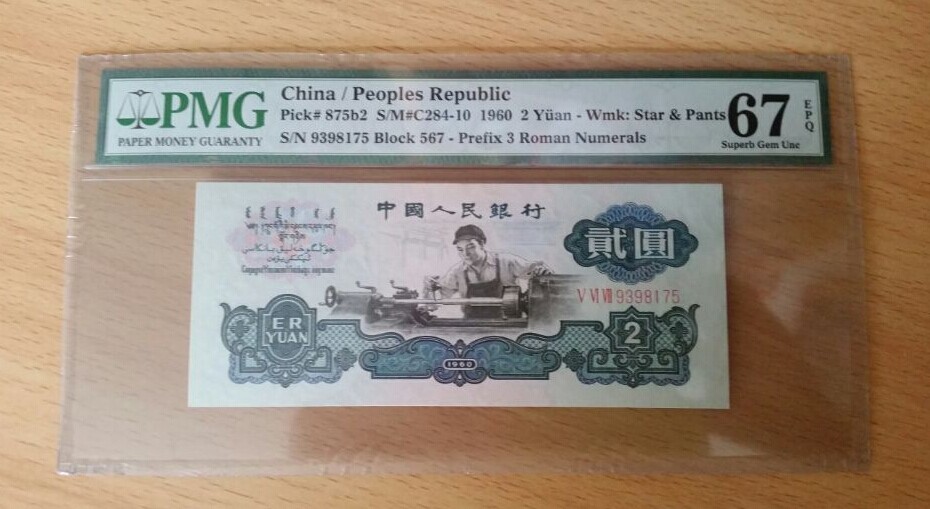 PMG
PAPER MONEY GUARANTY
China / Peoples Republic
Pick# 875b2 S/M#C284-10 1960 2 Yüan - Wmk: Star & Pants
S/N 9398175 Block 567 - Prefix 3 Roman Numerals
67
EPQ
Superb Gem Unc
中國人民銀行
貳圓
V VI VII 9398175
ER
YUAN
2
1960